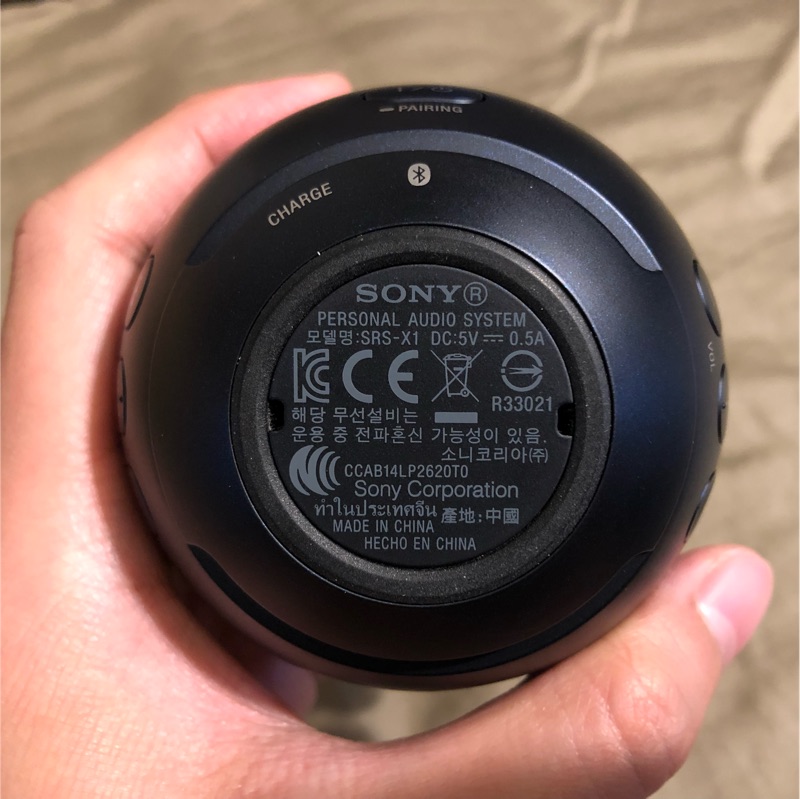 PAIRING
CHARGE
SONY®
PERSONAL AUDIO SYSTEM
모델명:SRS-X1 DC:5V ⎓ 0.5A
CE
R33021
해당 무선설비는
운용 중 전파혼신 가능성이 있음.
소니코리아(주)
CCAB14LP2620T0
Sony Corporation
ทำในประเทศจีน 產地:中國
MADE IN CHINA
HECHO EN CHINA
VOL